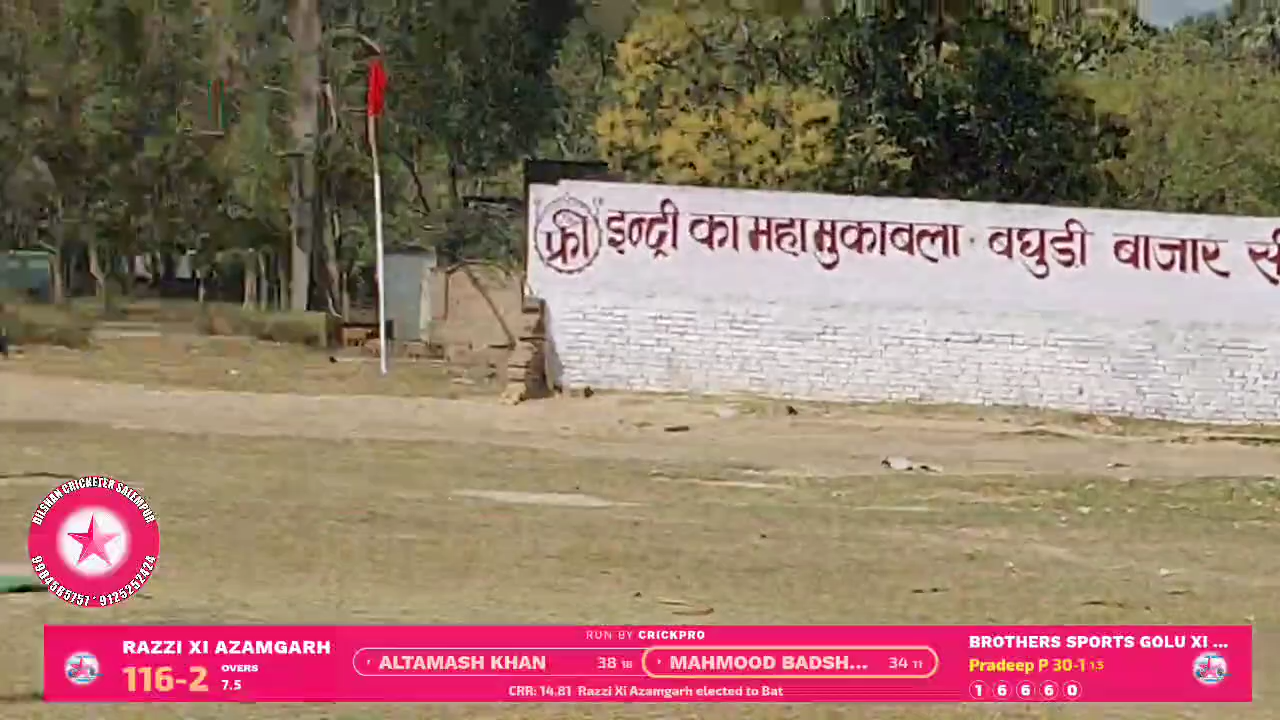 फ्री इन्ट्री का महामुकाबला · बघुडी बाजार
BILSHAN CRICKETER SALEMPUR
9984585757 * 9125252424
RUN BY CRICKPRO
RAZZI XI AZAMGARH
116-2 OVERS 7.5
ALTAMASH KHAN 38 18
MAHMOOD BADSH... 34 11
CRR: 14.81 Razzi Xi Azamgarh elected to Bat
BROTHERS SPORTS GOLU XI ...
Pradeep P 30-1 1.5
1 6 6 6 0